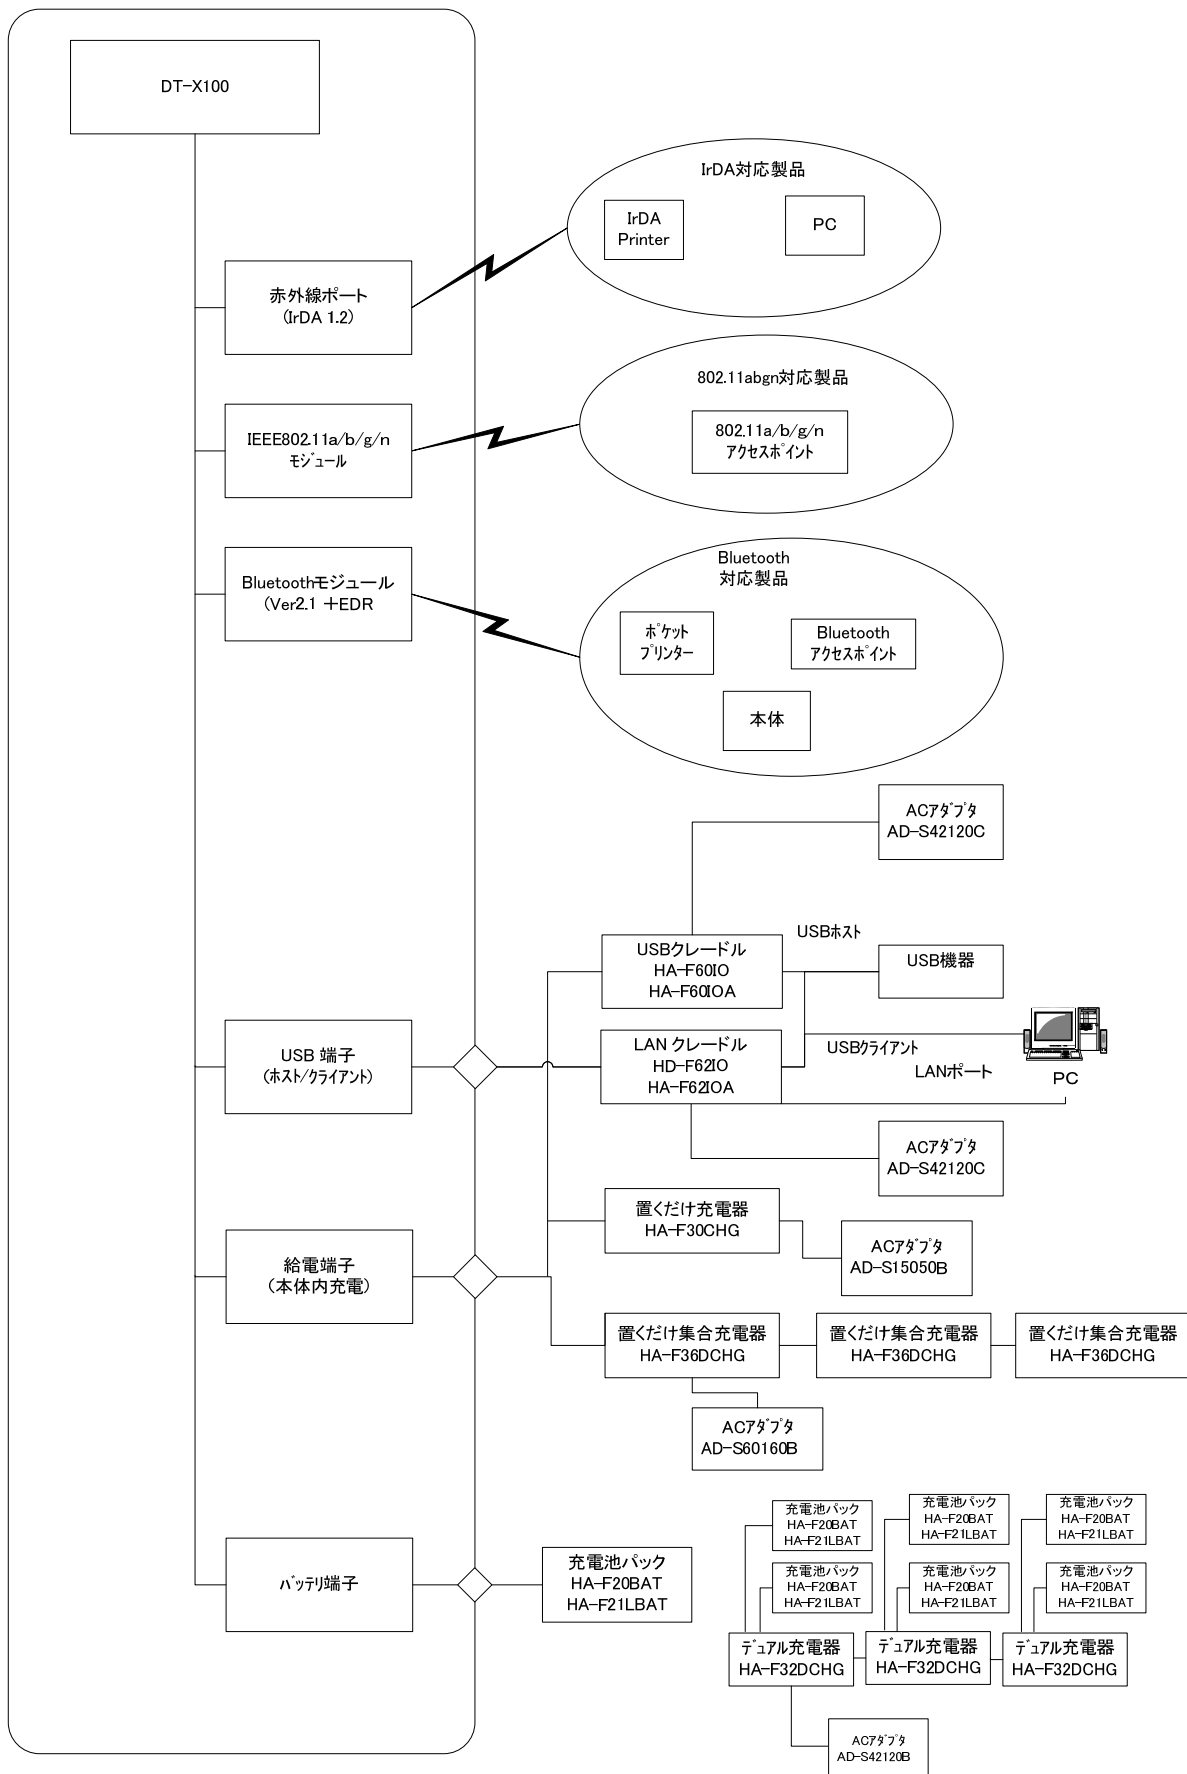 DT-X100
IrDA対応製品
IrDA
Printer
PC
赤外線ポート
(IrDA 1.2)
802.11abgn対応製品
802.11a/b/g/n
アクセスポイント
IEEE802.11a/b/g/n
モジュール
Bluetooth
対応製品
Bluetoothモジュール
(Ver2.1 +EDR
ポケット
プリンター
Bluetooth
アクセスポイント
本体
ACアダプタ
AD-S42120C
USBクレードル
HA-F60IO
HA-F60IOA
USBホスト
USB機器
USB 端子
(ホスト/クライアント)
LAN クレードル
HD-F62IO
HA-F62IOA
USBクライアント
LANポート
PC
ACアダプタ
AD-S42120C
置くだけ充電器
HA-F30CHG
ACアダプタ
AD-S15050B
給電端子
(本体内充電)
置くだけ集合充電器
HA-F36DCHG
置くだけ集合充電器
HA-F36DCHG
置くだけ集合充電器
HA-F36DCHG
ACアダプタ
AD-S60160B
バッテリ端子
充電池パック
HA-F20BAT
HA-F21LBAT
充電池パック
HA-F20BAT
HA-F21LBAT
充電池パック
HA-F20BAT
HA-F21LBAT
充電池パック
HA-F20BAT
HA-F21LBAT
充電池パック
HA-F20BAT
HA-F21LBAT
充電池パック
HA-F20BAT
HA-F21LBAT
充電池パック
HA-F20BAT
HA-F21LBAT
デュアル充電器
HA-F32DCHG
デュアル充電器
HA-F32DCHG
デュアル充電器
HA-F32DCHG
ACアダプタ
AD-S42120B